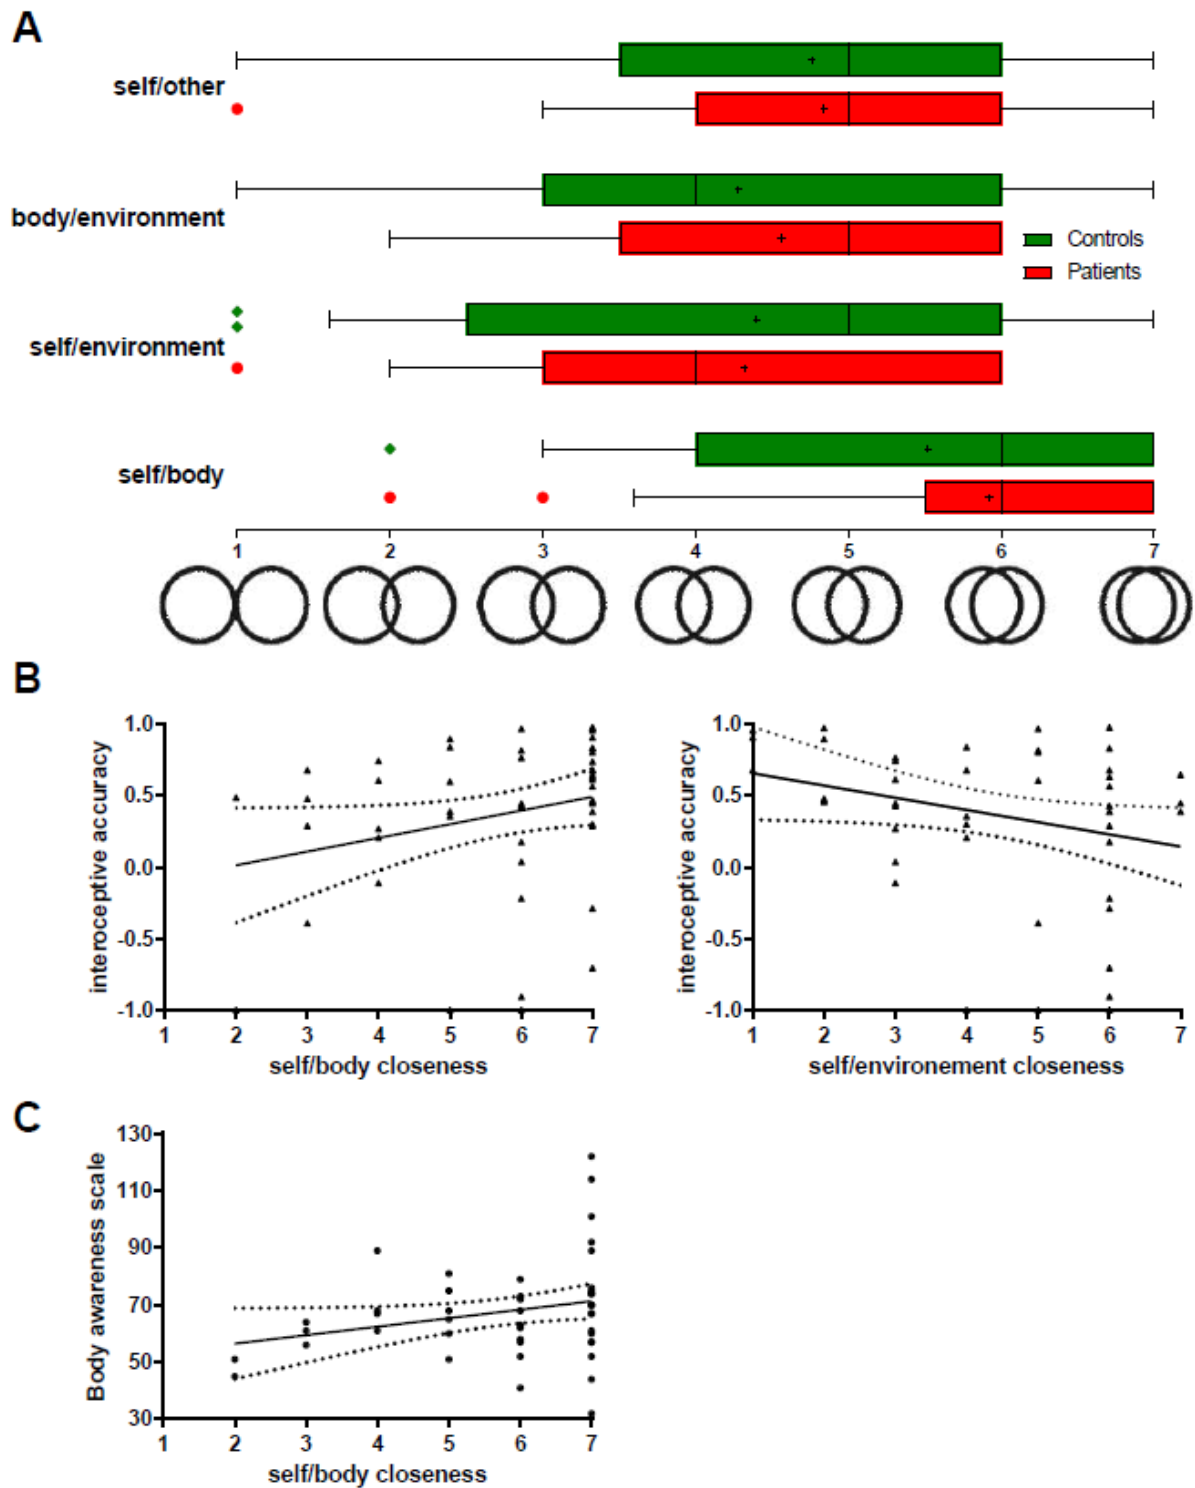 A
self/other
body/environment
Controls
Patients
self/environment
self/body
1 2 3 4 5 6 7
B
interoceptive accuracy
1.0
0.5
0.0
-0.5
-1.0
1 2 3 4 5 6 7
self/body closeness
interoceptive accuracy
1.0
0.5
0.0
-0.5
-1.0
1 2 3 4 5 6 7
self/environement closeness
C
Body awareness scale
130
110
90
70
50
30
1 2 3 4 5 6 7
self/body closeness